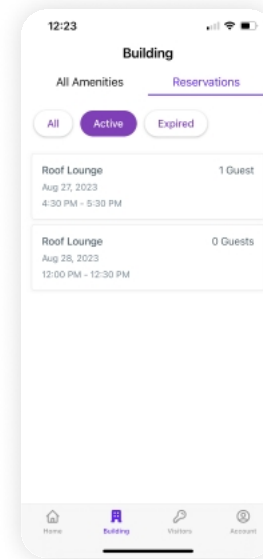 12:23
Building
All Amenities Reservations
All Active Expired
Roof Lounge 1 Guest
Aug 27, 2023
4:30 PM - 5:30 PM
Roof Lounge 0 Guests
Aug 28, 2023
12:00 PM - 12:30 PM
Home Building Visitors Account